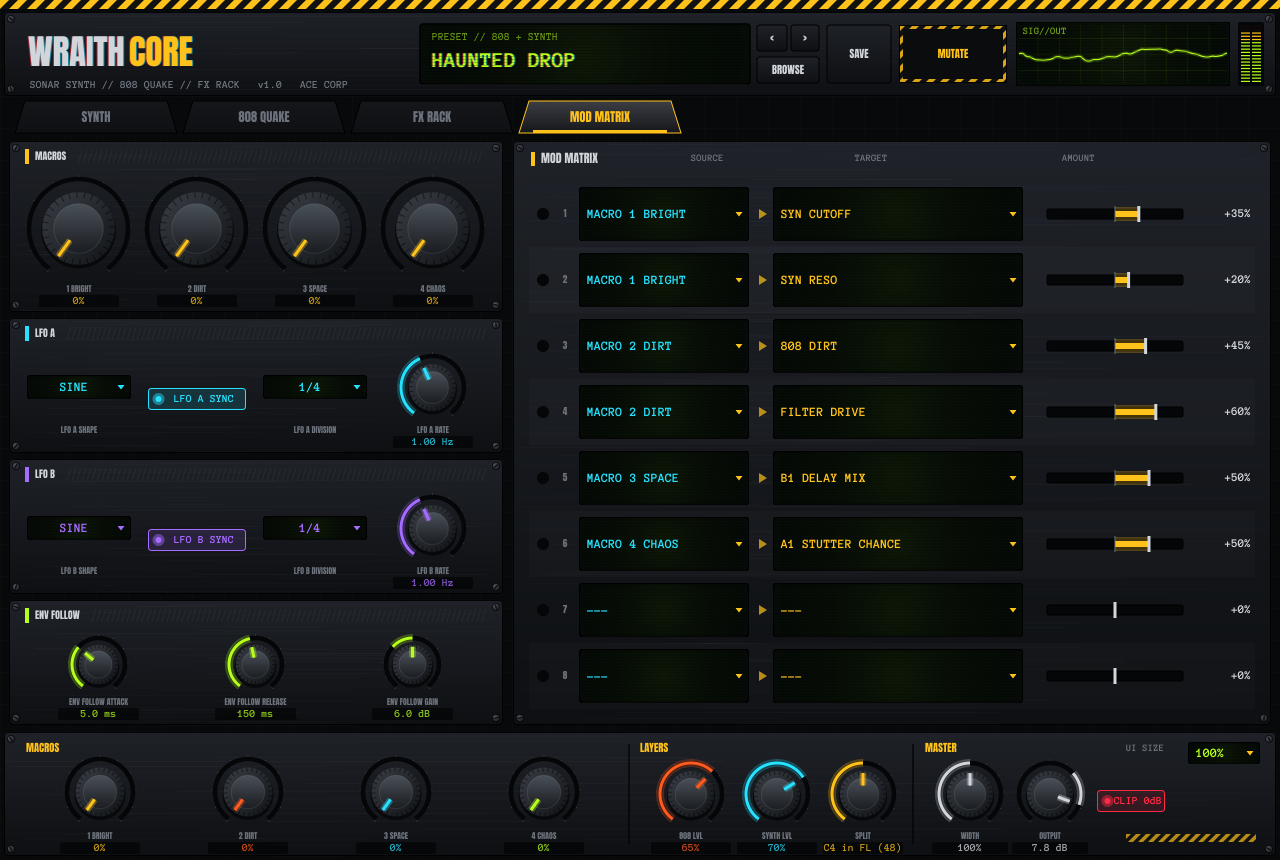 WRAITH CORE
SONAR SYNTH // 808 QUAKE // FX RACK v1.0 ACE CORP
PRESET // 808 + SYNTH
HAUNTED DROP
‹ ›
BROWSE
SAVE
MUTATE
SIG//OUT
SYNTH 808 QUAKE FX RACK MOD MATRIX
MACROS
1 BRIGHT 2 DIRT 3 SPACE 4 CHAOS
0% 0% 0% 0%
LFO A
SINE LFO A SYNC 1/4
LFO A SHAPE LFO A DIVISION LFO A RATE
1.00 Hz
LFO B
SINE LFO B SYNC 1/4
LFO B SHAPE LFO B DIVISION LFO B RATE
1.00 Hz
ENV FOLLOW
ENV FOLLOW ATTACK ENV FOLLOW RELEASE ENV FOLLOW GAIN
5.0 ms 150 ms 6.0 dB
MOD MATRIX SOURCE TARGET AMOUNT
1 MACRO 1 BRIGHT SYN CUTOFF +35%
2 MACRO 1 BRIGHT SYN RESO +20%
3 MACRO 2 DIRT 808 DIRT +45%
4 MACRO 2 DIRT FILTER DRIVE +60%
5 MACRO 3 SPACE B1 DELAY MIX +50%
6 MACRO 4 CHAOS A1 STUTTER CHANCE +50%
7 --- --- +0%
8 --- --- +0%
MACROS
1 BRIGHT 2 DIRT 3 SPACE 4 CHAOS
0% 0% 0% 0%
LAYERS
808 LVL SYNTH LVL SPLIT
65% 70% C4 in FL (48)
MASTER UI SIZE 100%
CLIP 0dB
WIDTH OUTPUT
100% 7.8 dB